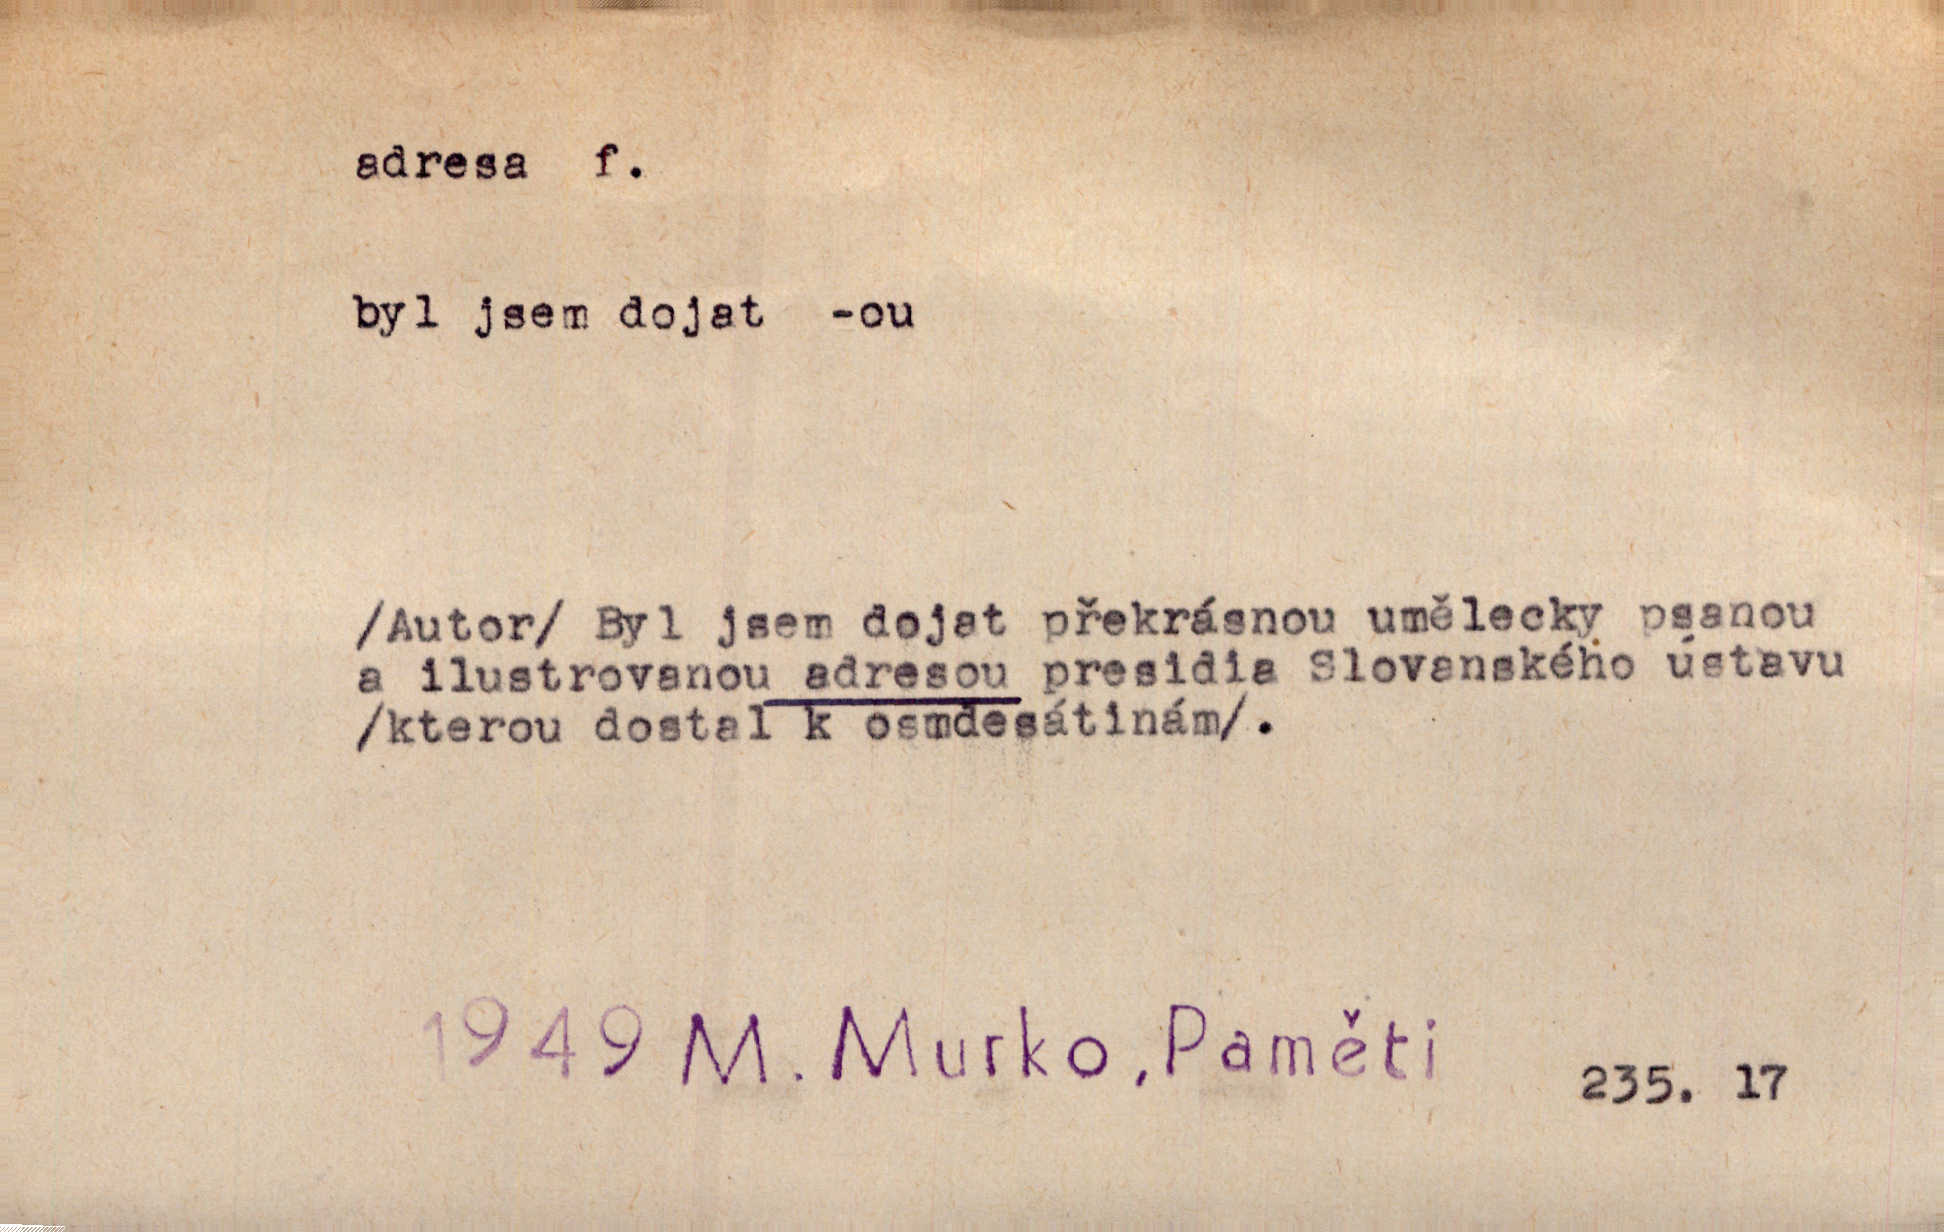 adresa f.
byl jsem dojat -ou
/Autor/ Byl jsem dojat překrásnou umělecky psanou
a ilustrovanou adresou presidia Slovanského ústavu
/kterou dostal k osmdesátinám/.
1949 M. Murko, Paměti 235. 17